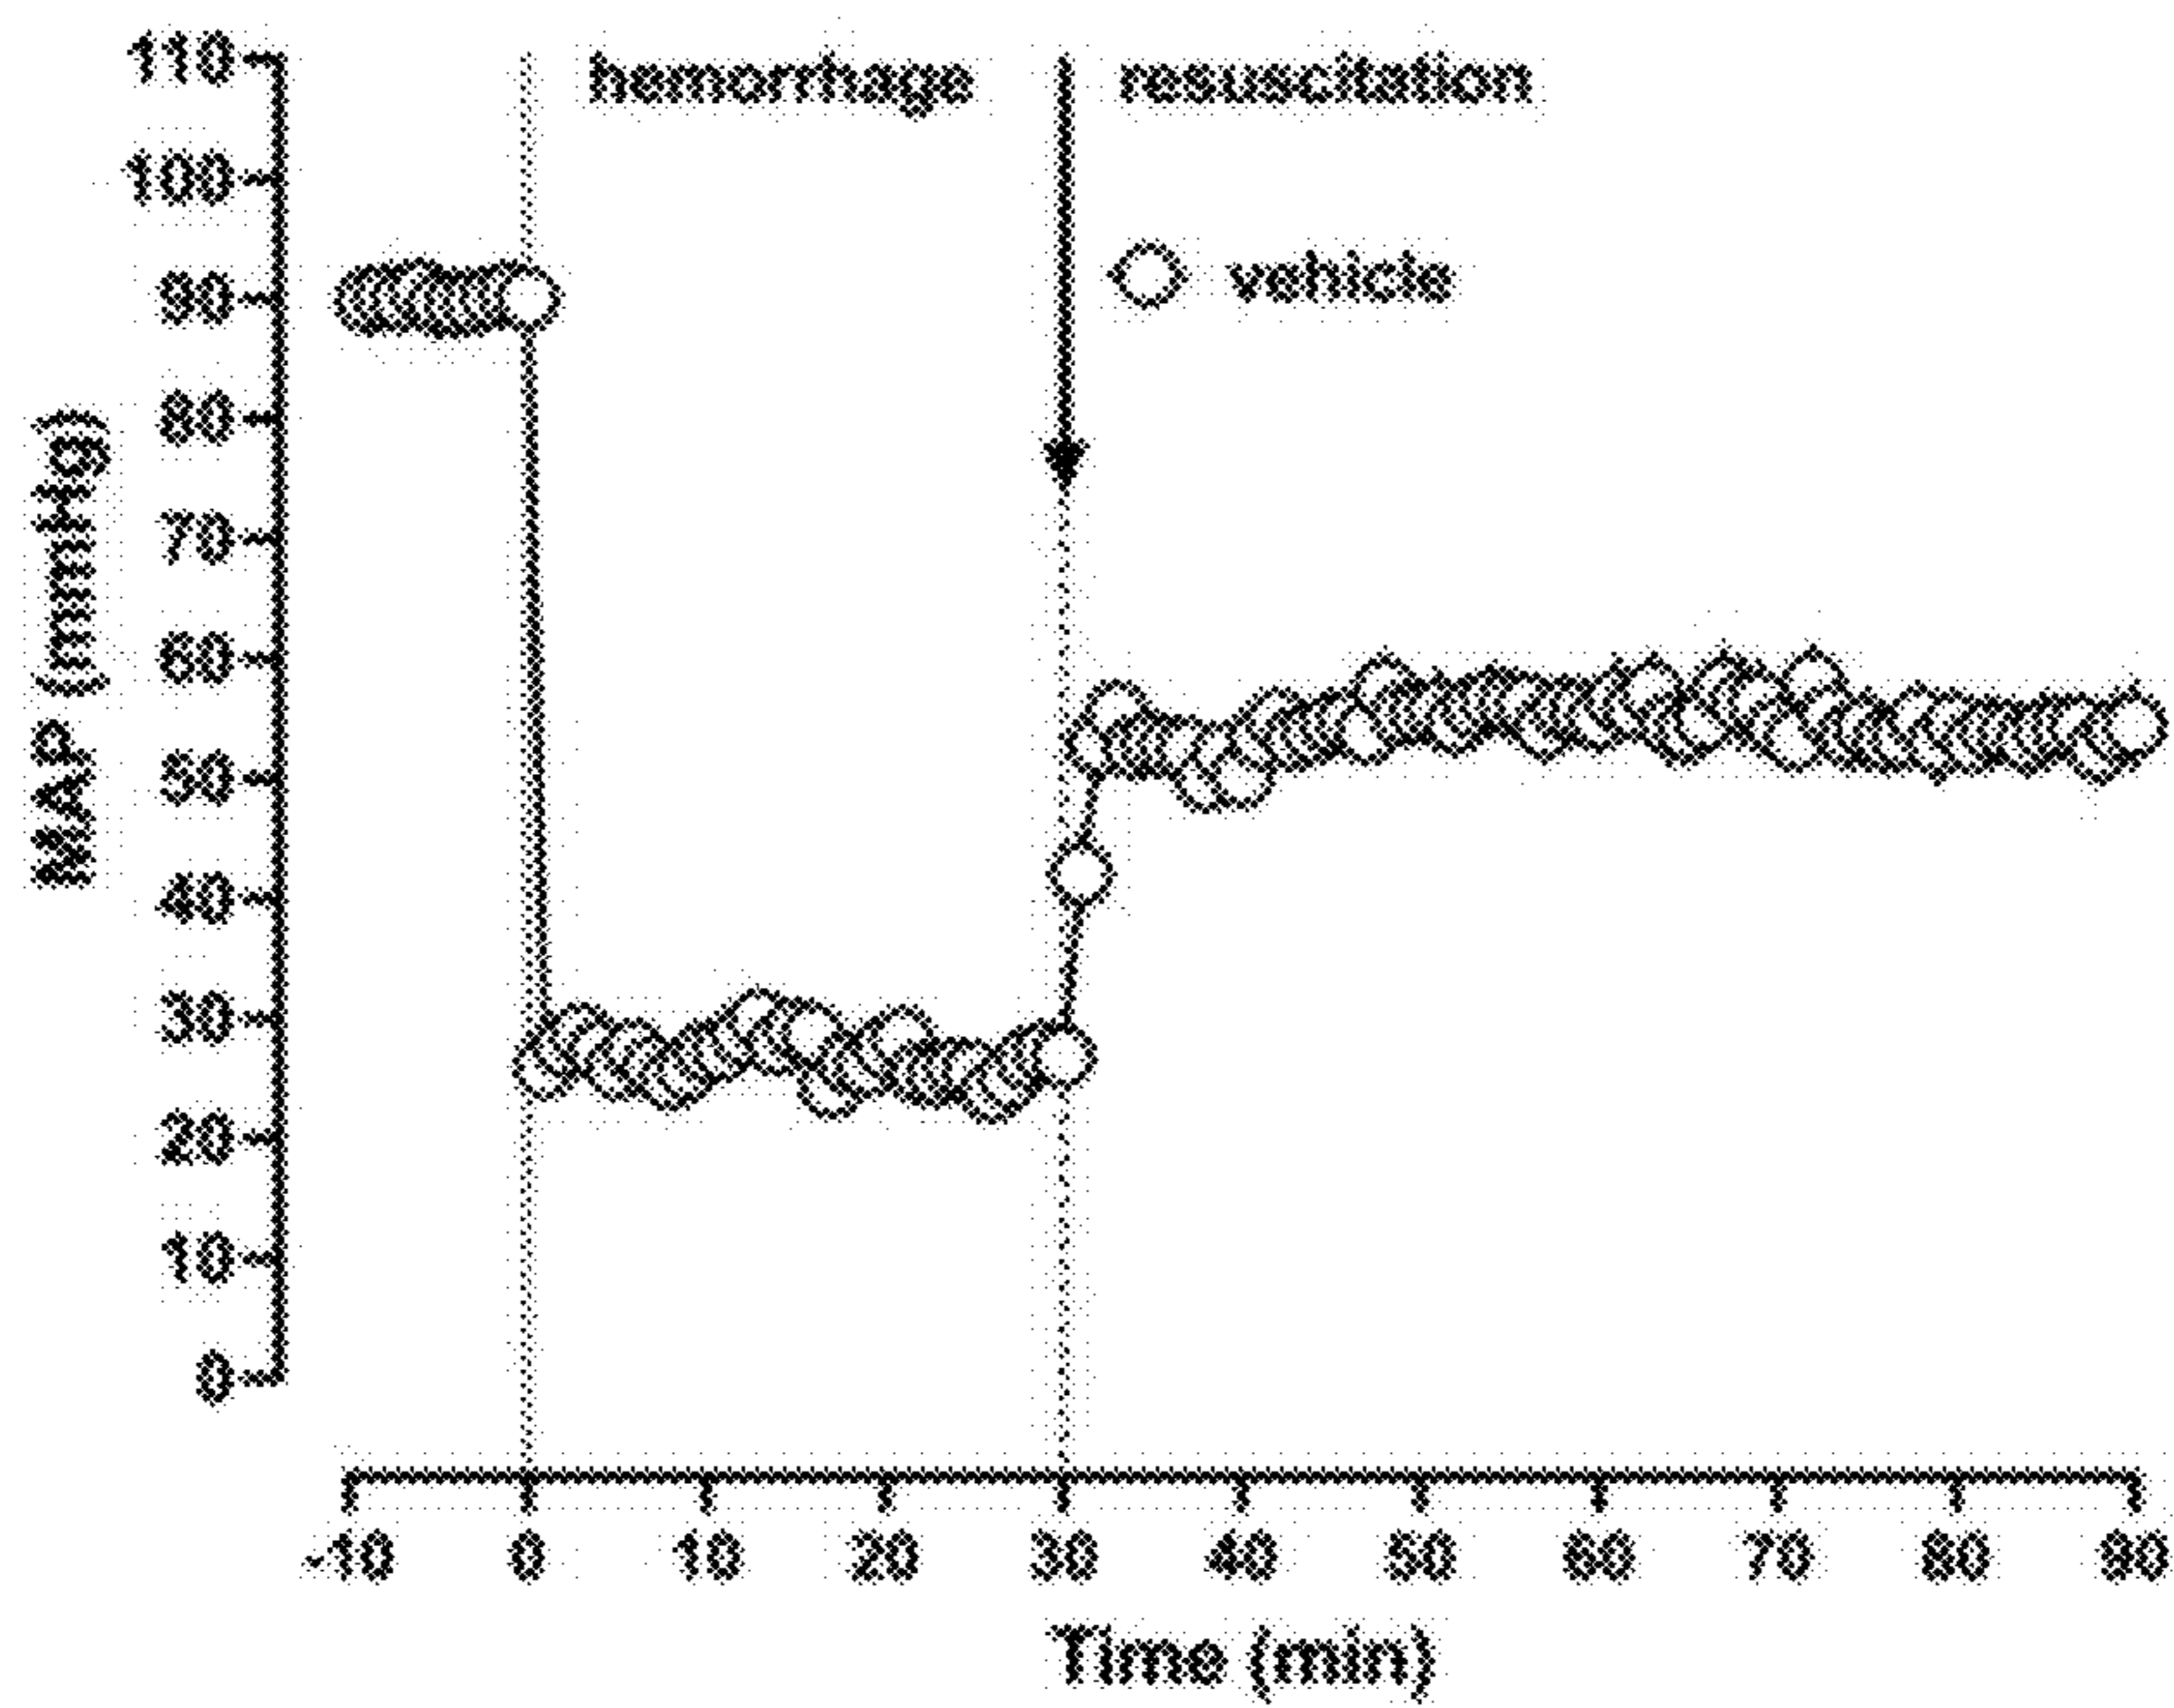 110 hemorrhage resuscitation
100
90 vehicle
80
70
60
50
40
30
20
10
0
MAP (mmHg)
-10 0 10 20 30 40 50 60 70 80 90
Time (min)